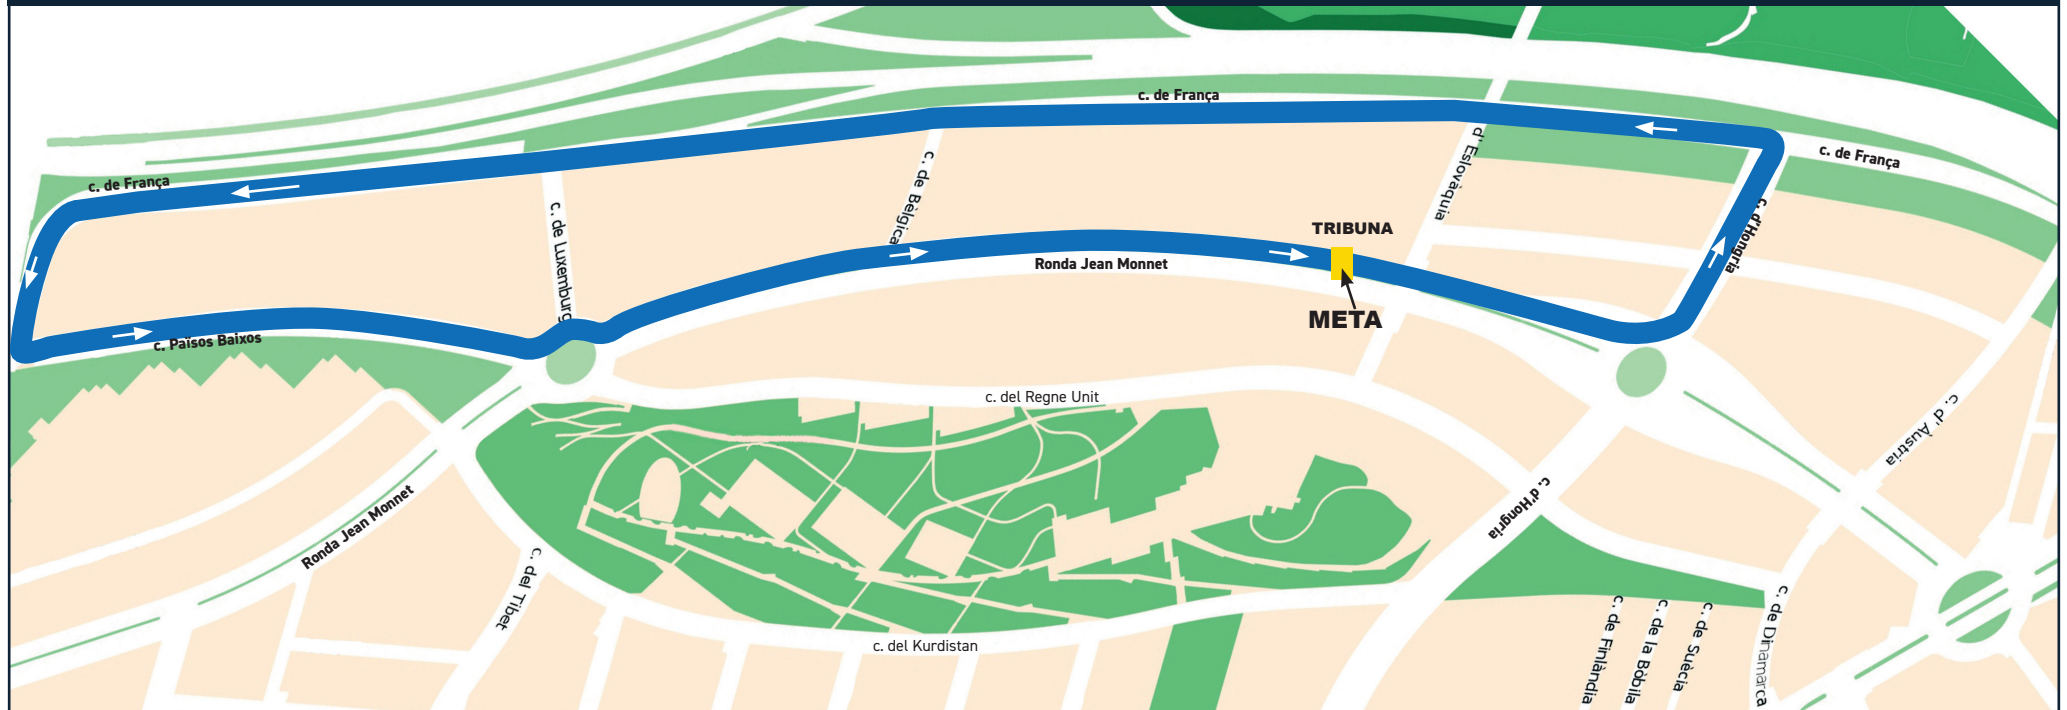 c. de França
c. de França
c. de França
c. de Bèlgica
d' Eslovàquia
c. de Luxemburg
c. d'Hongria
TRIBUNA
Ronda Jean Monnet
META
c. Països Baixos
c. del Regne Unit
c. d' Àustria
Ronda Jean Monnet
c. d'Hongria
c. del Tibet
c. del Kurdistan
c. de Finlàndia
c. de la Bòbila
c. de Suècia
c. de Dinamarca